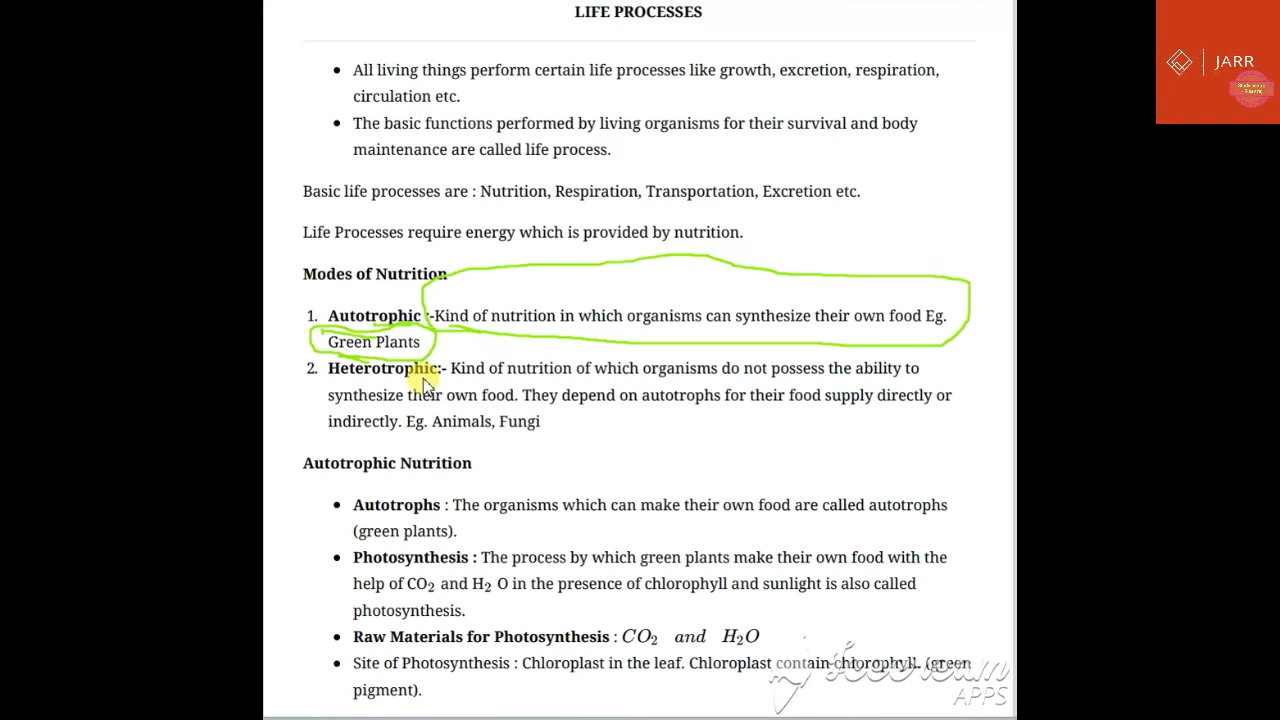 LIFE PROCESSES
JARR
All living things perform certain life processes like growth, excretion, respiration,
circulation etc.
The basic functions performed by living organisms for their survival and body
maintenance are called life process.
Basic life processes are : Nutrition, Respiration, Transportation, Excretion etc.
Life Processes require energy which is provided by nutrition.
Modes of Nutrition
1. Autotrophic :-Kind of nutrition in which organisms can synthesize their own food Eg.
Green Plants
2. Heterotrophic:- Kind of nutrition of which organisms do not possess the ability to
synthesize their own food. They depend on autotrophs for their food supply directly or
indirectly. Eg. Animals, Fungi
Autotrophic Nutrition
Autotrophs : The organisms which can make their own food are called autotrophs
(green plants).
Photosynthesis : The process by which green plants make their own food with the
help of CO₂ and H₂ O in the presence of chlorophyll and sunlight is also called
photosynthesis.
Raw Materials for Photosynthesis : CO₂ and H₂O
Site of Photosynthesis : Chloroplast in the leaf. Chloroplast contain chlorophyll. (green
pigment).
APPS